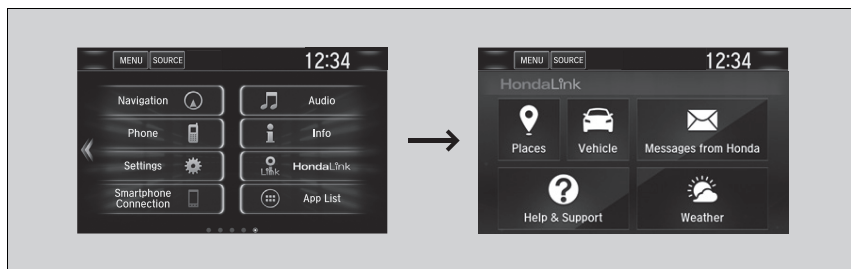 MENU SOURCE 12:34
Navigation Audio
Phone Info
Settings Link HondaLink
Smartphone
Connection App List
MENU SOURCE 12:34
HondaLink
Places Vehicle Messages from Honda
Help & Support Weather